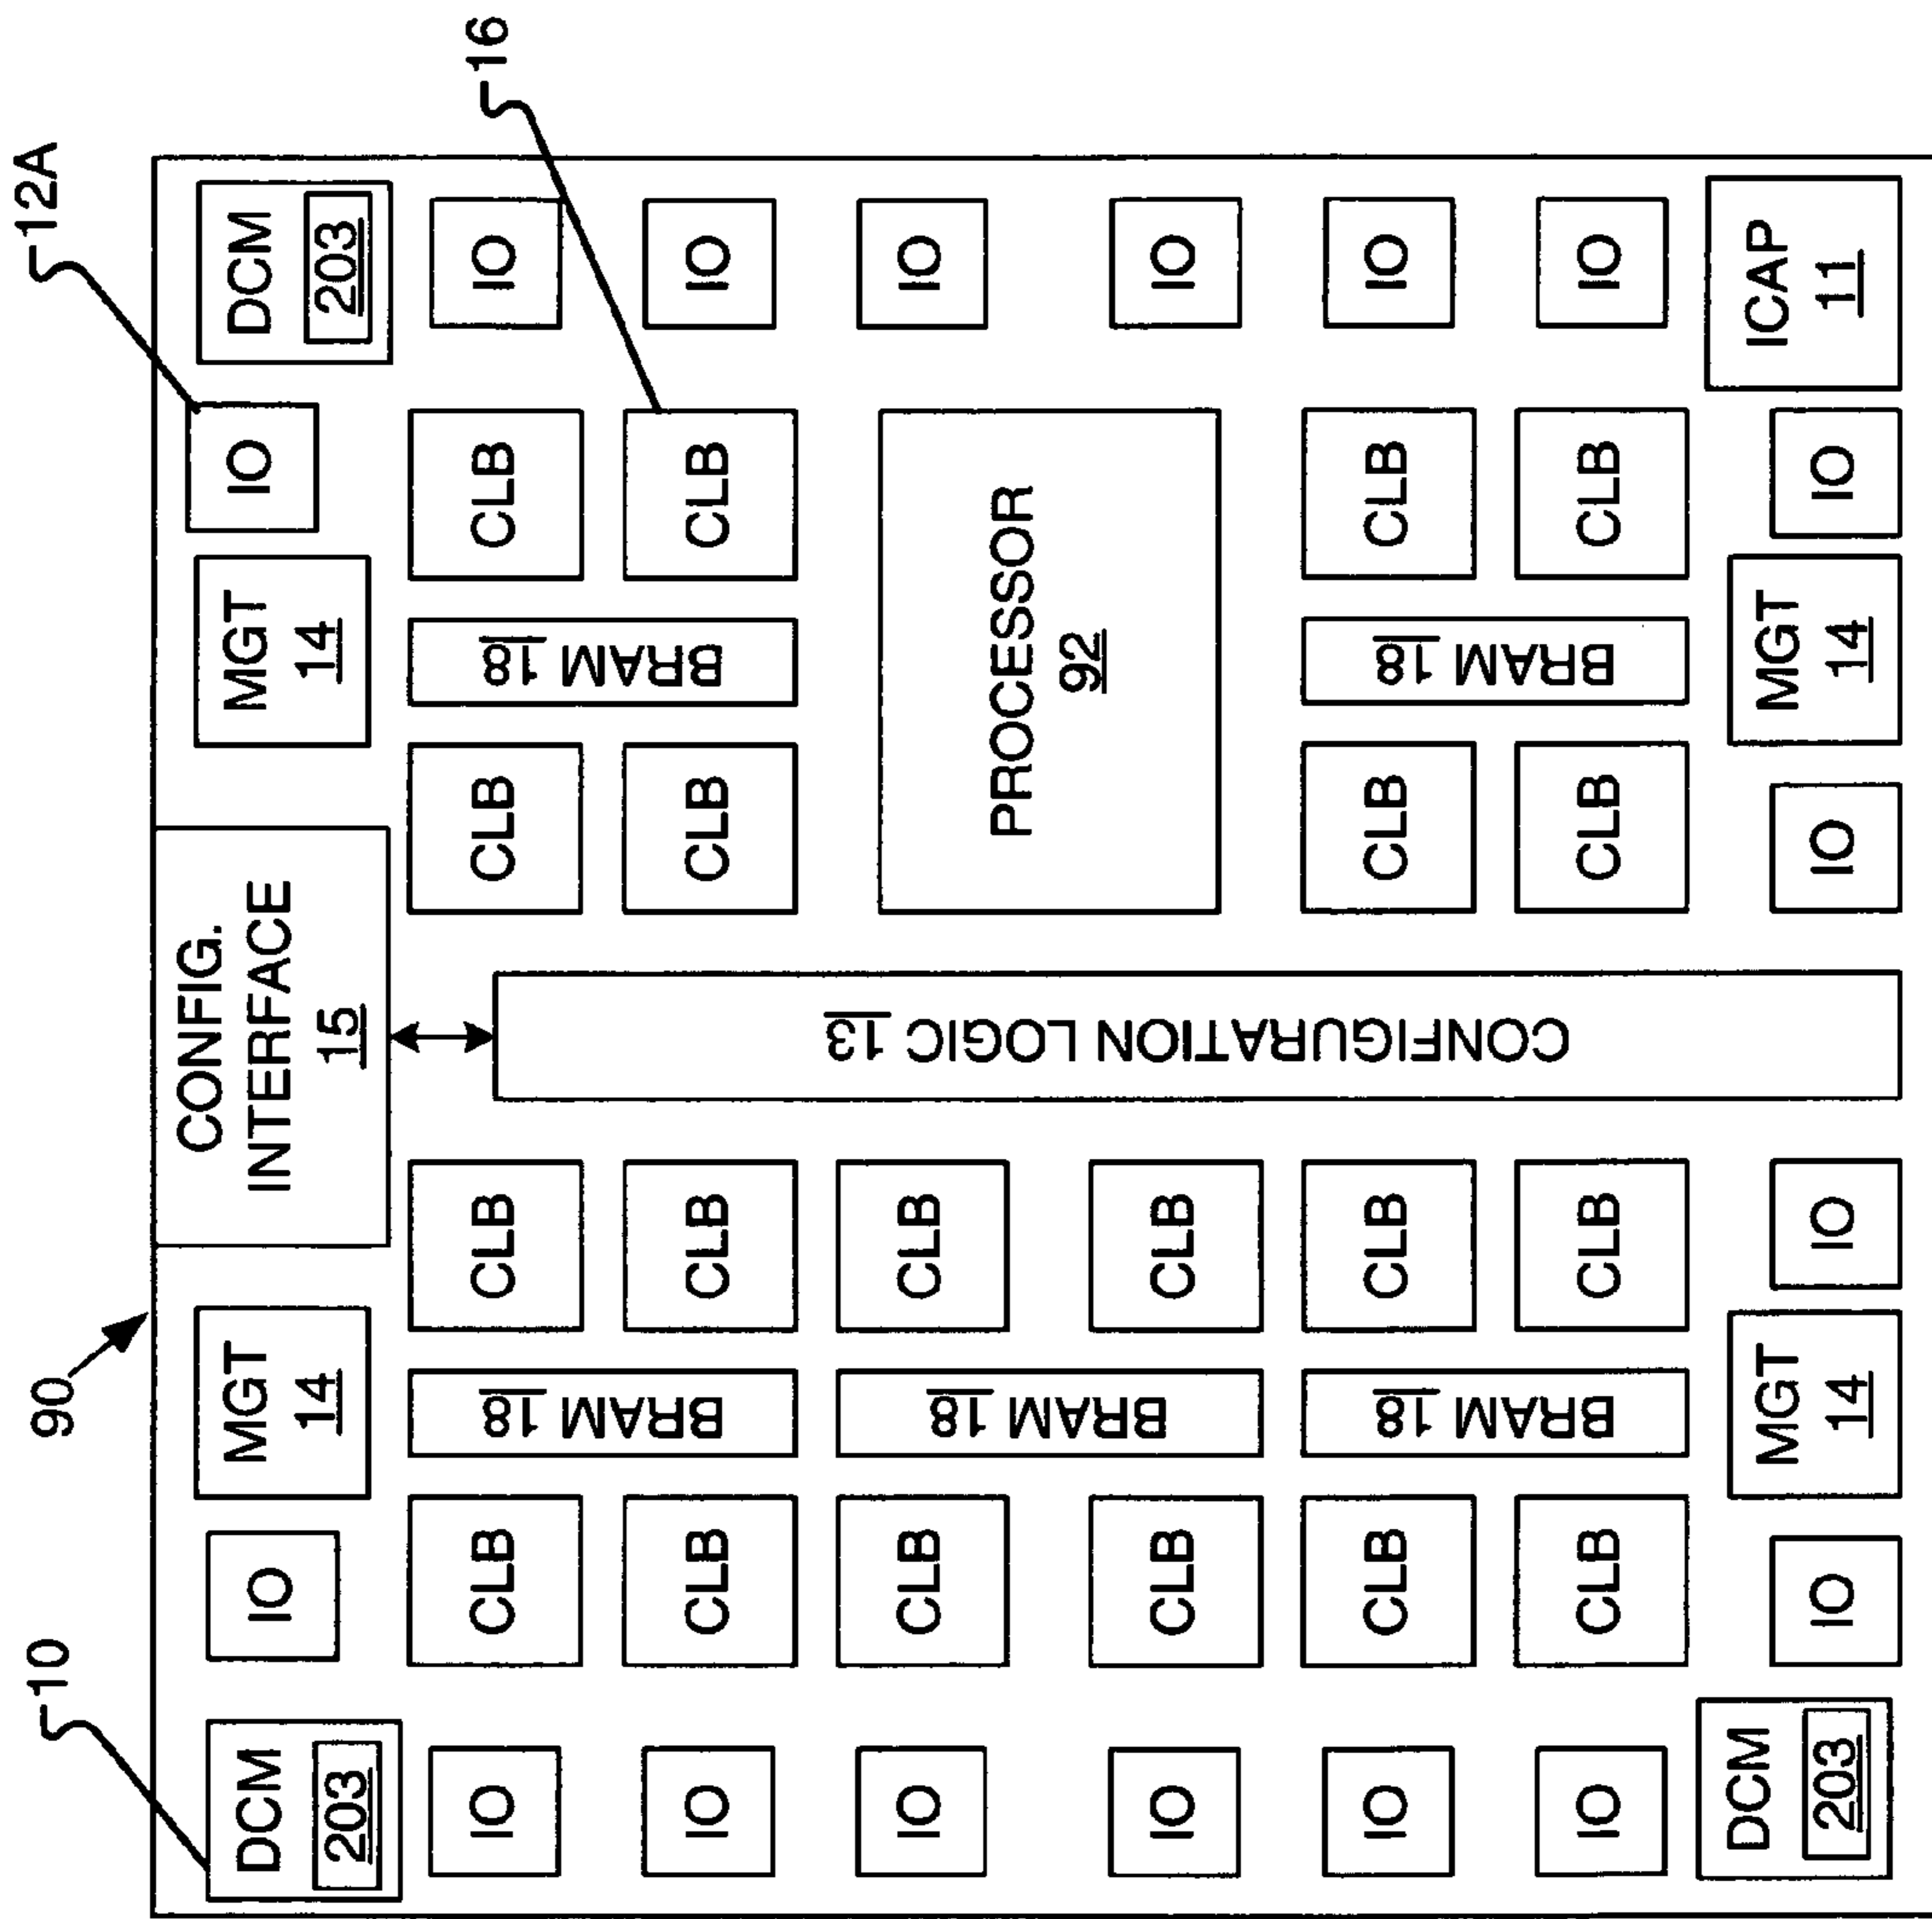 10
90
12A
DCM
203
IO
MGT
14
CONFIG.
INTERFACE
15
MGT
14
IO
DCM
203
16
IO
CLB
BRAM 18
CLB
CLB
BRAM 18
CLB
IO
IO
CLB
CLB
CLB
CLB
IO
IO
CLB
BRAM 18
CLB
CONFIGURATION LOGIC 13
PROCESSOR
92
IO
IO
CLB
CLB
IO
IO
CLB
BRAM 18
CLB
CLB
BRAM 18
CLB
IO
IO
CLB
CLB
CLB
CLB
IO
DCM
203
IO
MGT
14
IO
IO
MGT
14
IO
ICAP
11